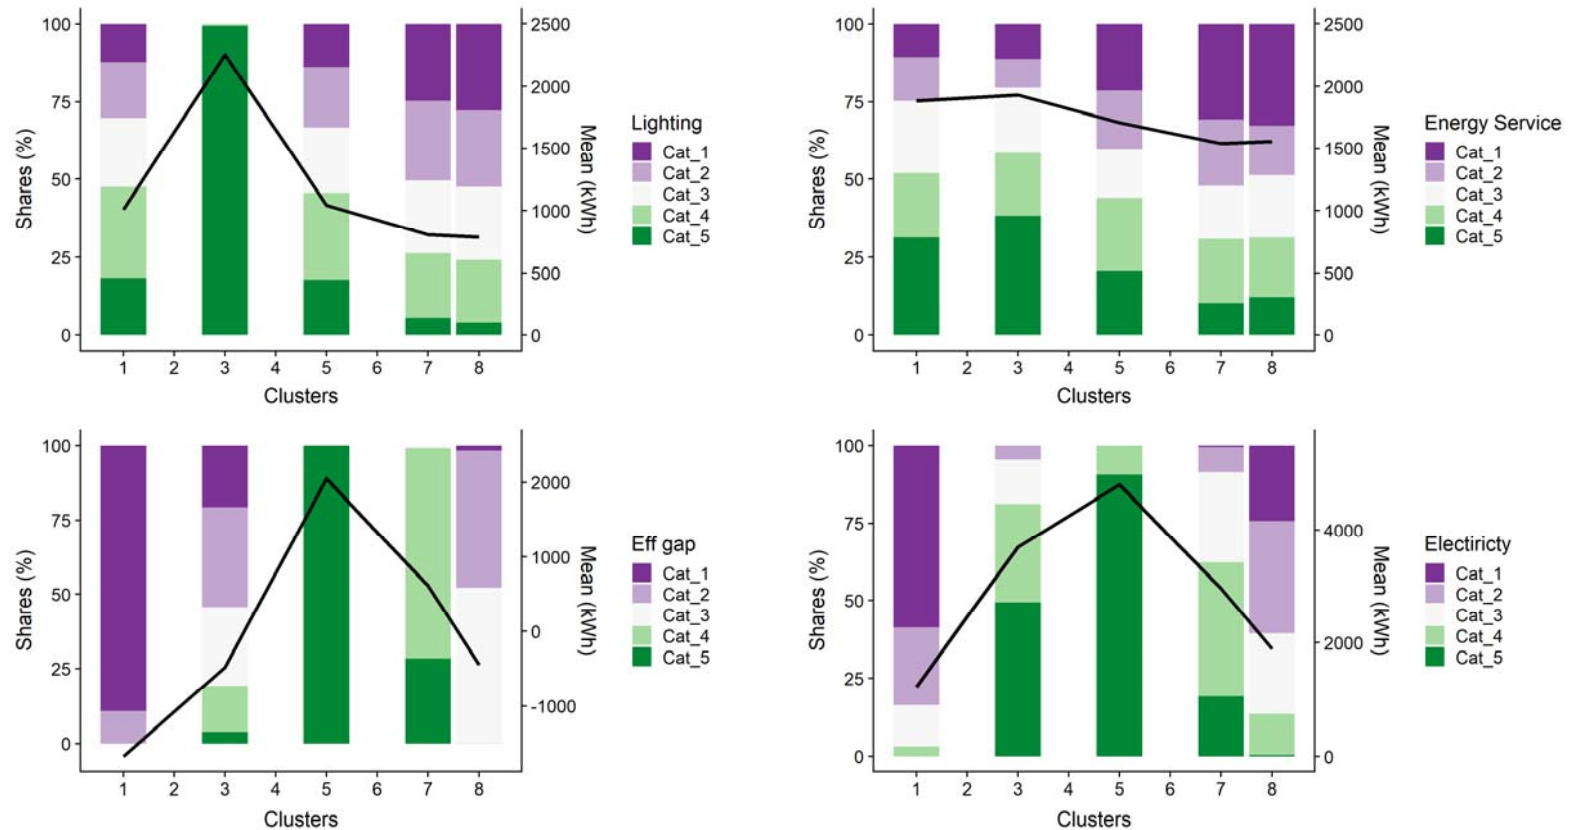 100
75
50
25
0
Shares (%)
2500
2000
1500
1000
500
0
Mean (kWh)
1 2 3 4 5 6 7 8
Clusters
Lighting
Cat_1
Cat_2
Cat_3
Cat_4
Cat_5
100
75
50
25
0
Shares (%)
2500
2000
1500
1000
500
0
Mean (kWh)
1 2 3 4 5 6 7 8
Clusters
Energy Service
Cat_1
Cat_2
Cat_3
Cat_4
Cat_5
100
75
50
25
0
Shares (%)
2000
1000
0
-1000
Mean (kWh)
1 2 3 4 5 6 7 8
Clusters
Eff gap
Cat_1
Cat_2
Cat_3
Cat_4
Cat_5
100
75
50
25
0
Shares (%)
4000
2000
0
Mean (kWh)
1 2 3 4 5 6 7 8
Clusters
Electiricty
Cat_1
Cat_2
Cat_3
Cat_4
Cat_5